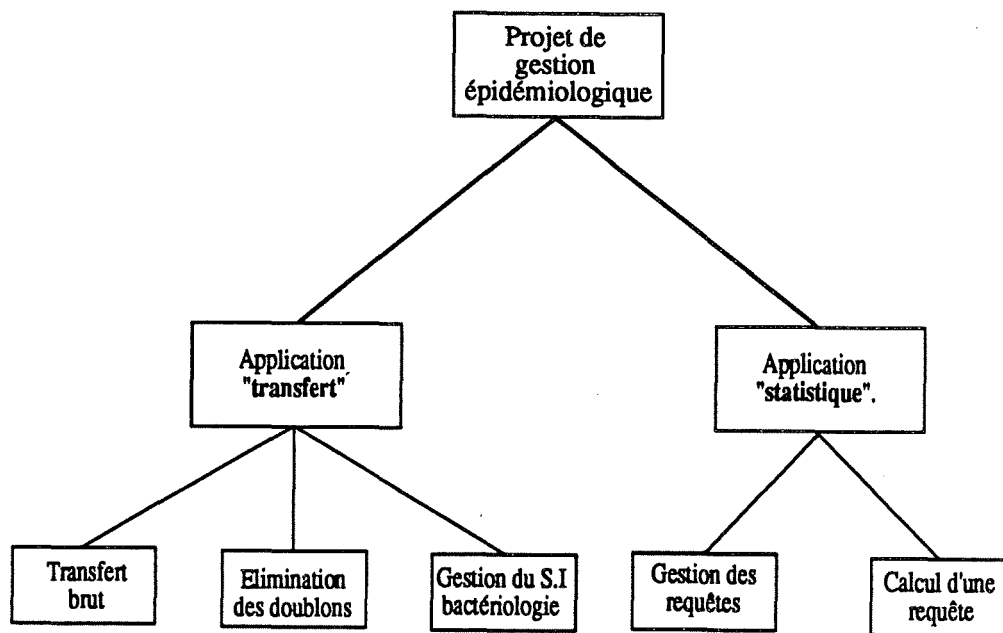 Projet de
gestion
épidémiologique
Application
"transfert"
Application
"statistique".
Transfert
brut
Elimination
des doublons
Gestion du S.I
bactériologie
Gestion des
requêtes
Calcul d'une
requête